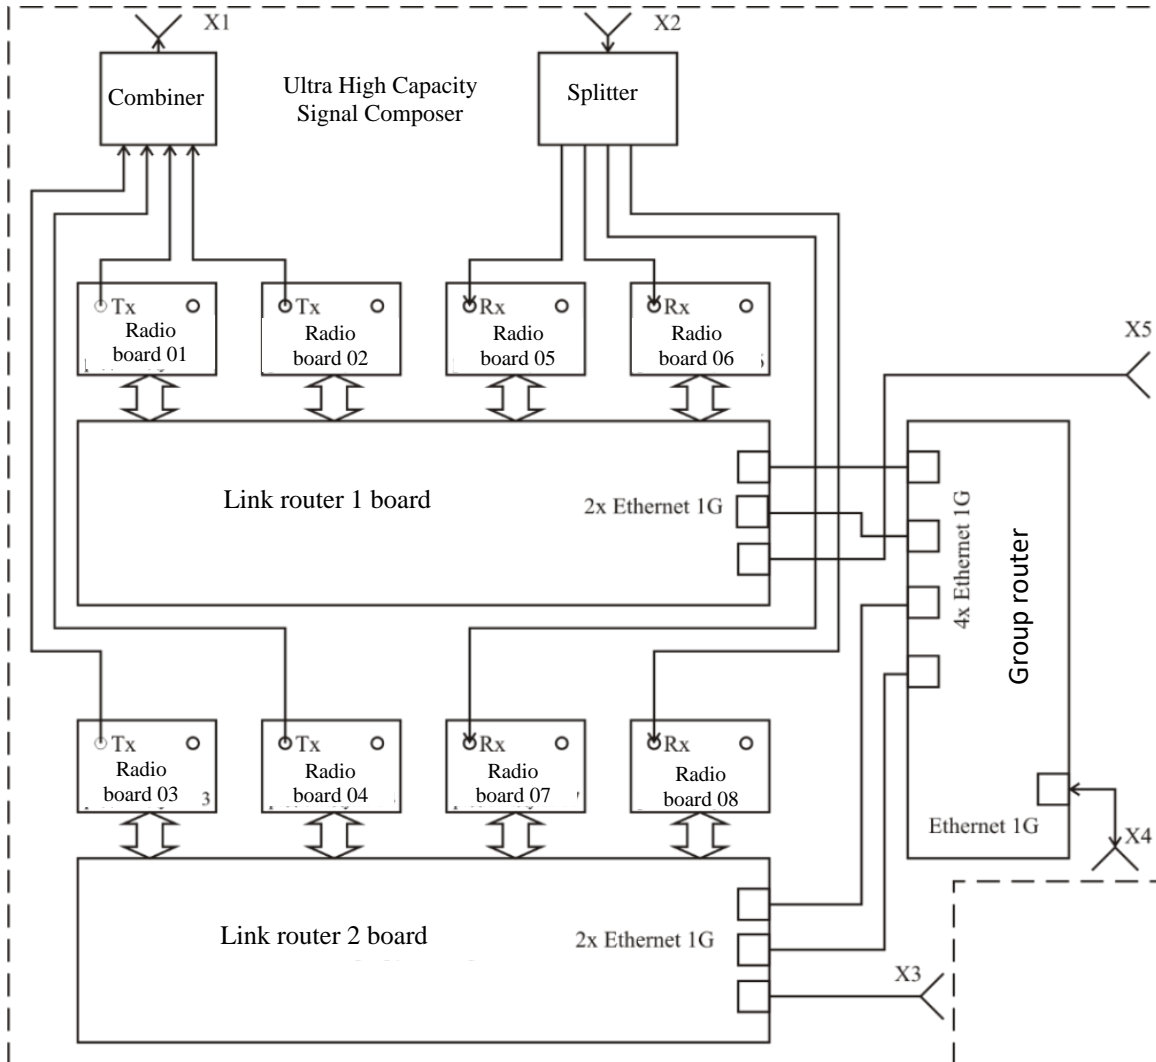 X1
X2
Combiner
Ultra High Capacity
Signal Composer
Splitter
Tx
Radio
board 01
Tx
Radio
board 02
Rx
Radio
board 05
Rx
Radio
board 06
X5
Link router 1 board
2x Ethernet 1G
4x Ethernet 1G
Group router
Tx
Radio
board 03
3
Tx
Radio
board 04
Rx
Radio
board 07
Rx
Radio
board 08
Ethernet 1G
X4
Link router 2 board
2x Ethernet 1G
X3